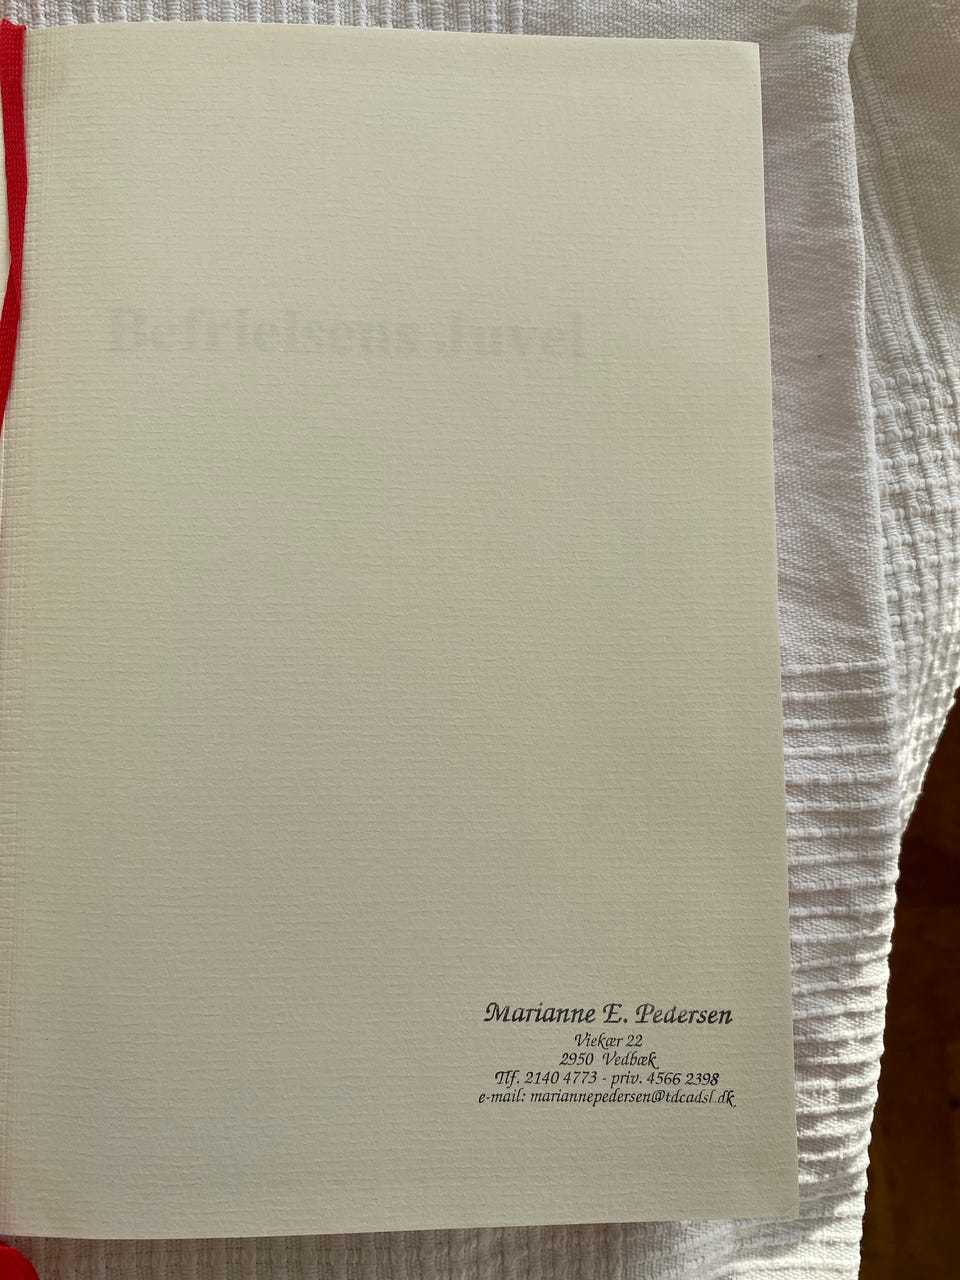 Befrielsens Juvel
Marianne E. Pedersen
Viekær 22
2950 Vedbæk
Tlf. 2140 4773 - priv. 4566 2398
e-mail: mariannepedersen@tdcadsl.dk